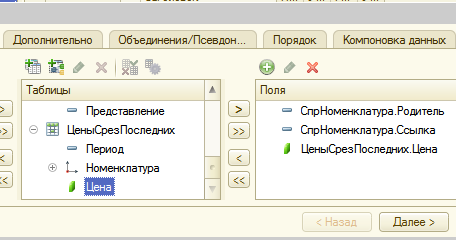 Дополнительно
Объединения/Псевдон...
Порядок
Компоновка данных
Таблицы
Поля
Представление
ЦеныСрезПоследних
Период
Номенклатура
Цена
СпрНоменклатура.Родитель
СпрНоменклатура.Ссылка
ЦеныСрезПоследних.Цена
>
>>
<
<<
< Назад
Далее >